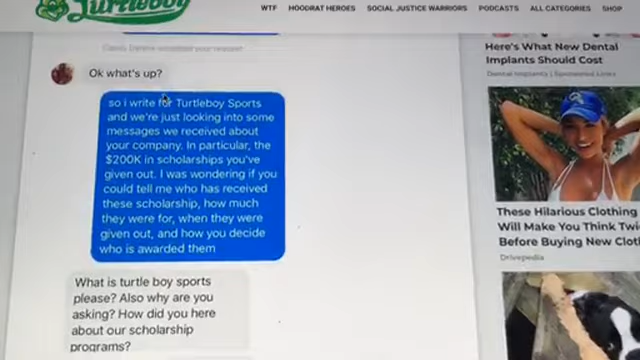 Turtleboy
WTF HOODRAT HEROES SOCIAL JUSTICE WARRIORS PODCASTS ALL CATEGORIES SHOP
your request
Ok what's up?
so i write for Turtleboy Sports
and we're just looking into some
messages we received about
your company. In particular, the
$200K in scholarships you've
given out. I was wondering if you
could tell me who has received
these scholarship, how much
they were for, when they were
given out, and how you decide
who is awarded them
What is turtle boy sports
please? Also why are you
asking? How did you here
about our scholarship
programs?
Here's What New Dental
Implants Should Cost
Dental Implants | Sponsored Links
These Hilarious Clothing
Will Make You Think Twi
Before Buying New Clot
Drivepedia